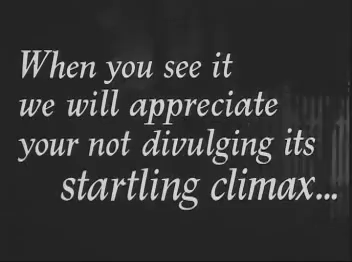 When you see it
we will appreciate
your not divulging its
startling climax...